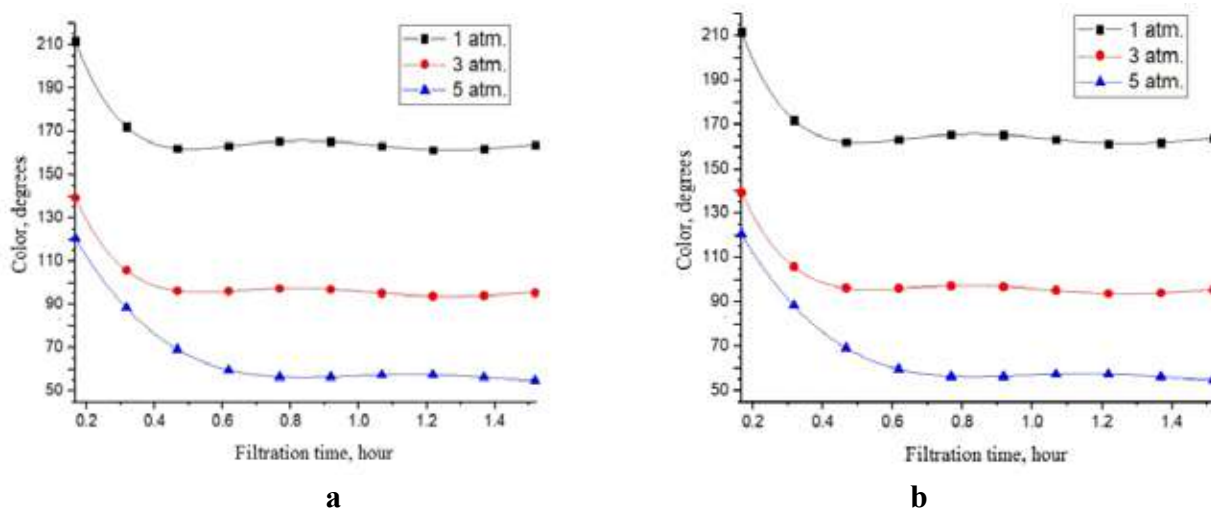 Color, degrees
210
190
170
150
130
110
90
70
50
0.2 0.4 0.6 0.8 1.0 1.2 1.4
Filtration time, hour
1 atm.
3 atm.
5 atm.
a
Color, degrees
210
190
170
150
130
110
90
70
50
0.2 0.4 0.6 0.8 1.0 1.2 1.4
Filtration time, hour
1 atm.
3 atm.
5 atm.
b